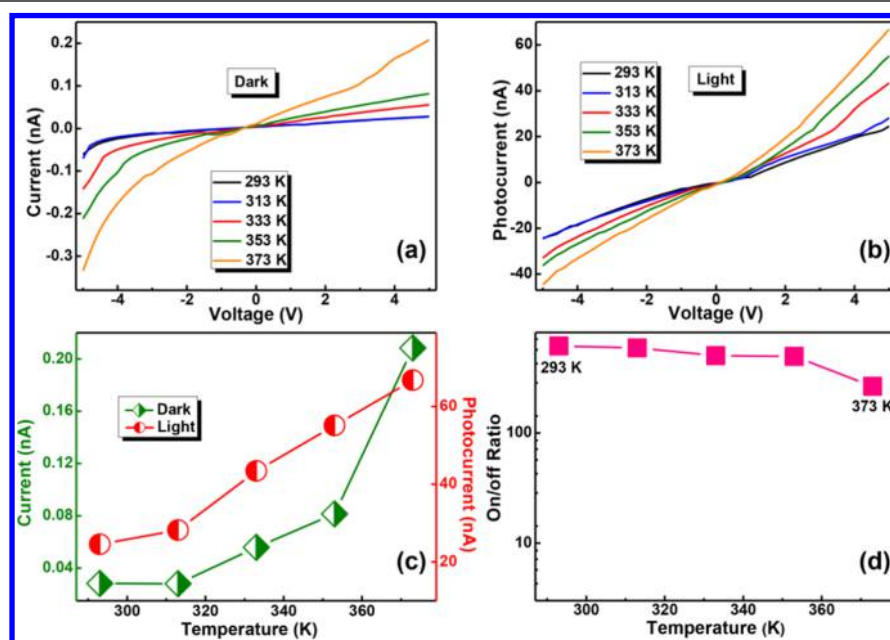 0.2
0.1
0.0
-0.1
-0.2
-0.3
Current (nA)
Dark
293 K
313 K
333 K
353 K
373 K
(a)
-4
-2
0
2
4
Voltage (V)
60
40
20
0
-20
-40
Photocurrent (nA)
293 K
313 K
333 K
353 K
373 K
Light
(b)
-4
-2
0
2
4
Voltage (V)
0.20
0.16
0.12
0.08
0.04
Current (nA)
Dark
Light
60
40
20
Photocurrent (nA)
(c)
300
320
340
360
Temperature (K)
100
10
On/off Ratio
293 K
373 K
(d)
300
320
340
360
Temperature (K)